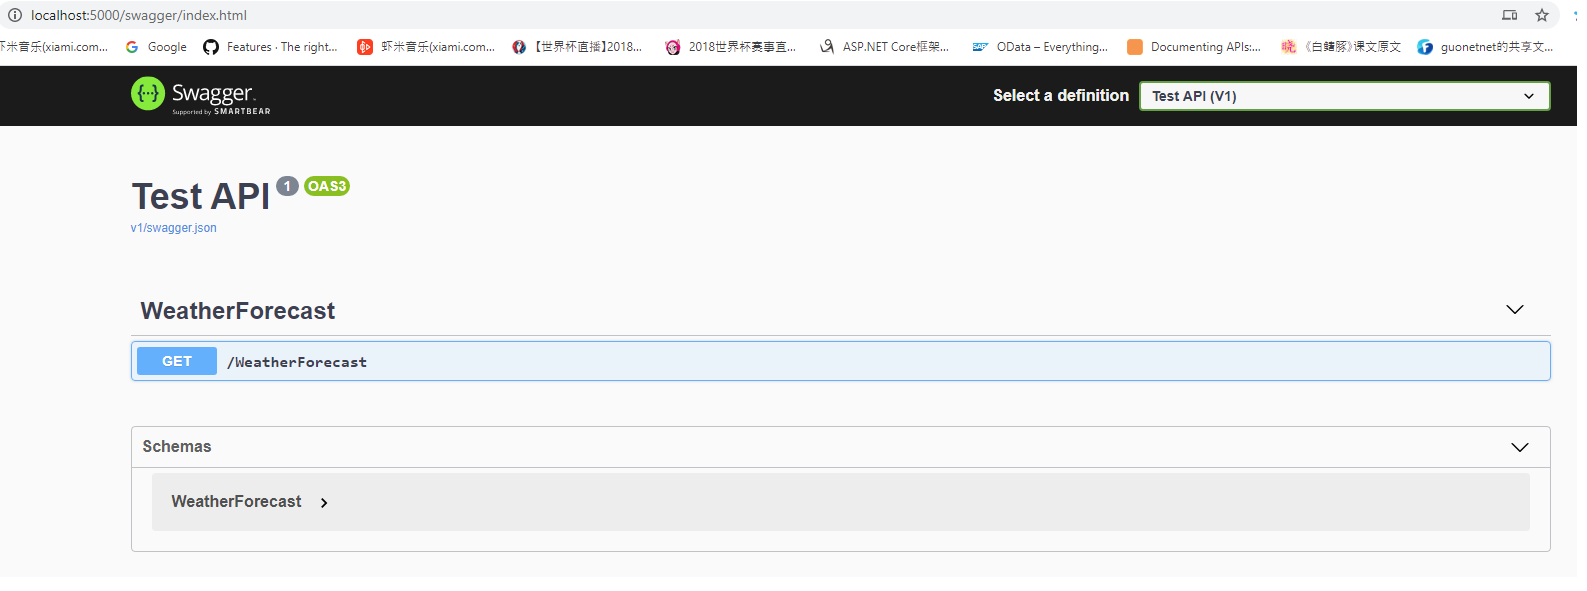 localhost:5000/swagger/index.html
虾米音乐(xiami.com... Google Features · The right... 虾米音乐(xiami.com... 【世界杯直播】2018... 2018世界杯赛事直... ASP.NET Core框架... SAP OData – Everything... Documenting APIs:... 《白鳍豚》课文原文 guonetnet的共享文...
Swagger
Supported by SMARTBEAR
Select a definition
Test API (V1)
Test API 1 OAS3
v1/swagger.json
WeatherForecast
GET /WeatherForecast
Schemas
WeatherForecast